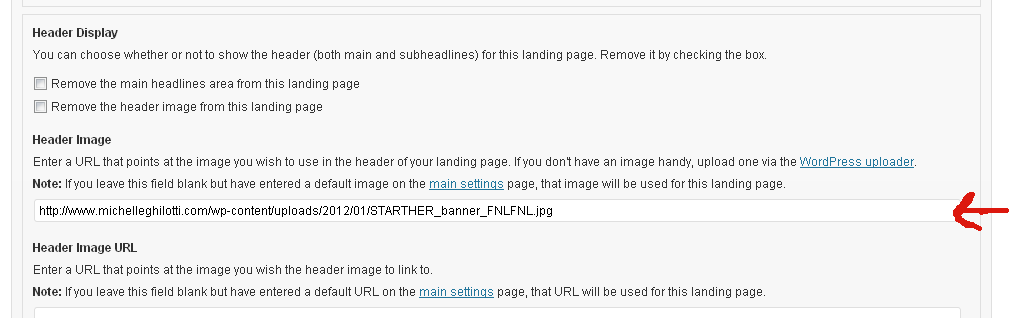 Header Display
You can choose whether or not to show the header (both main and subheadlines) for this landing page. Remove it by checking the box.
Remove the main headlines area from this landing page
Remove the header image from this landing page
Header Image
Enter a URL that points at the image you wish to use in the header of your landing page. If you don't have an image handy, upload one via the WordPress uploader.
Note: If you leave this field blank but have entered a default image on the main settings page, that image will be used for this landing page.
http://www.michelleghilotti.com/wp-content/uploads/2012/01/STARTHER_banner_FNLFNL.jpg
Header Image URL
Enter a URL that points at the image you wish the header image to link to.
Note: If you leave this field blank but have entered a default URL on the main settings page, that URL will be used for this landing page.